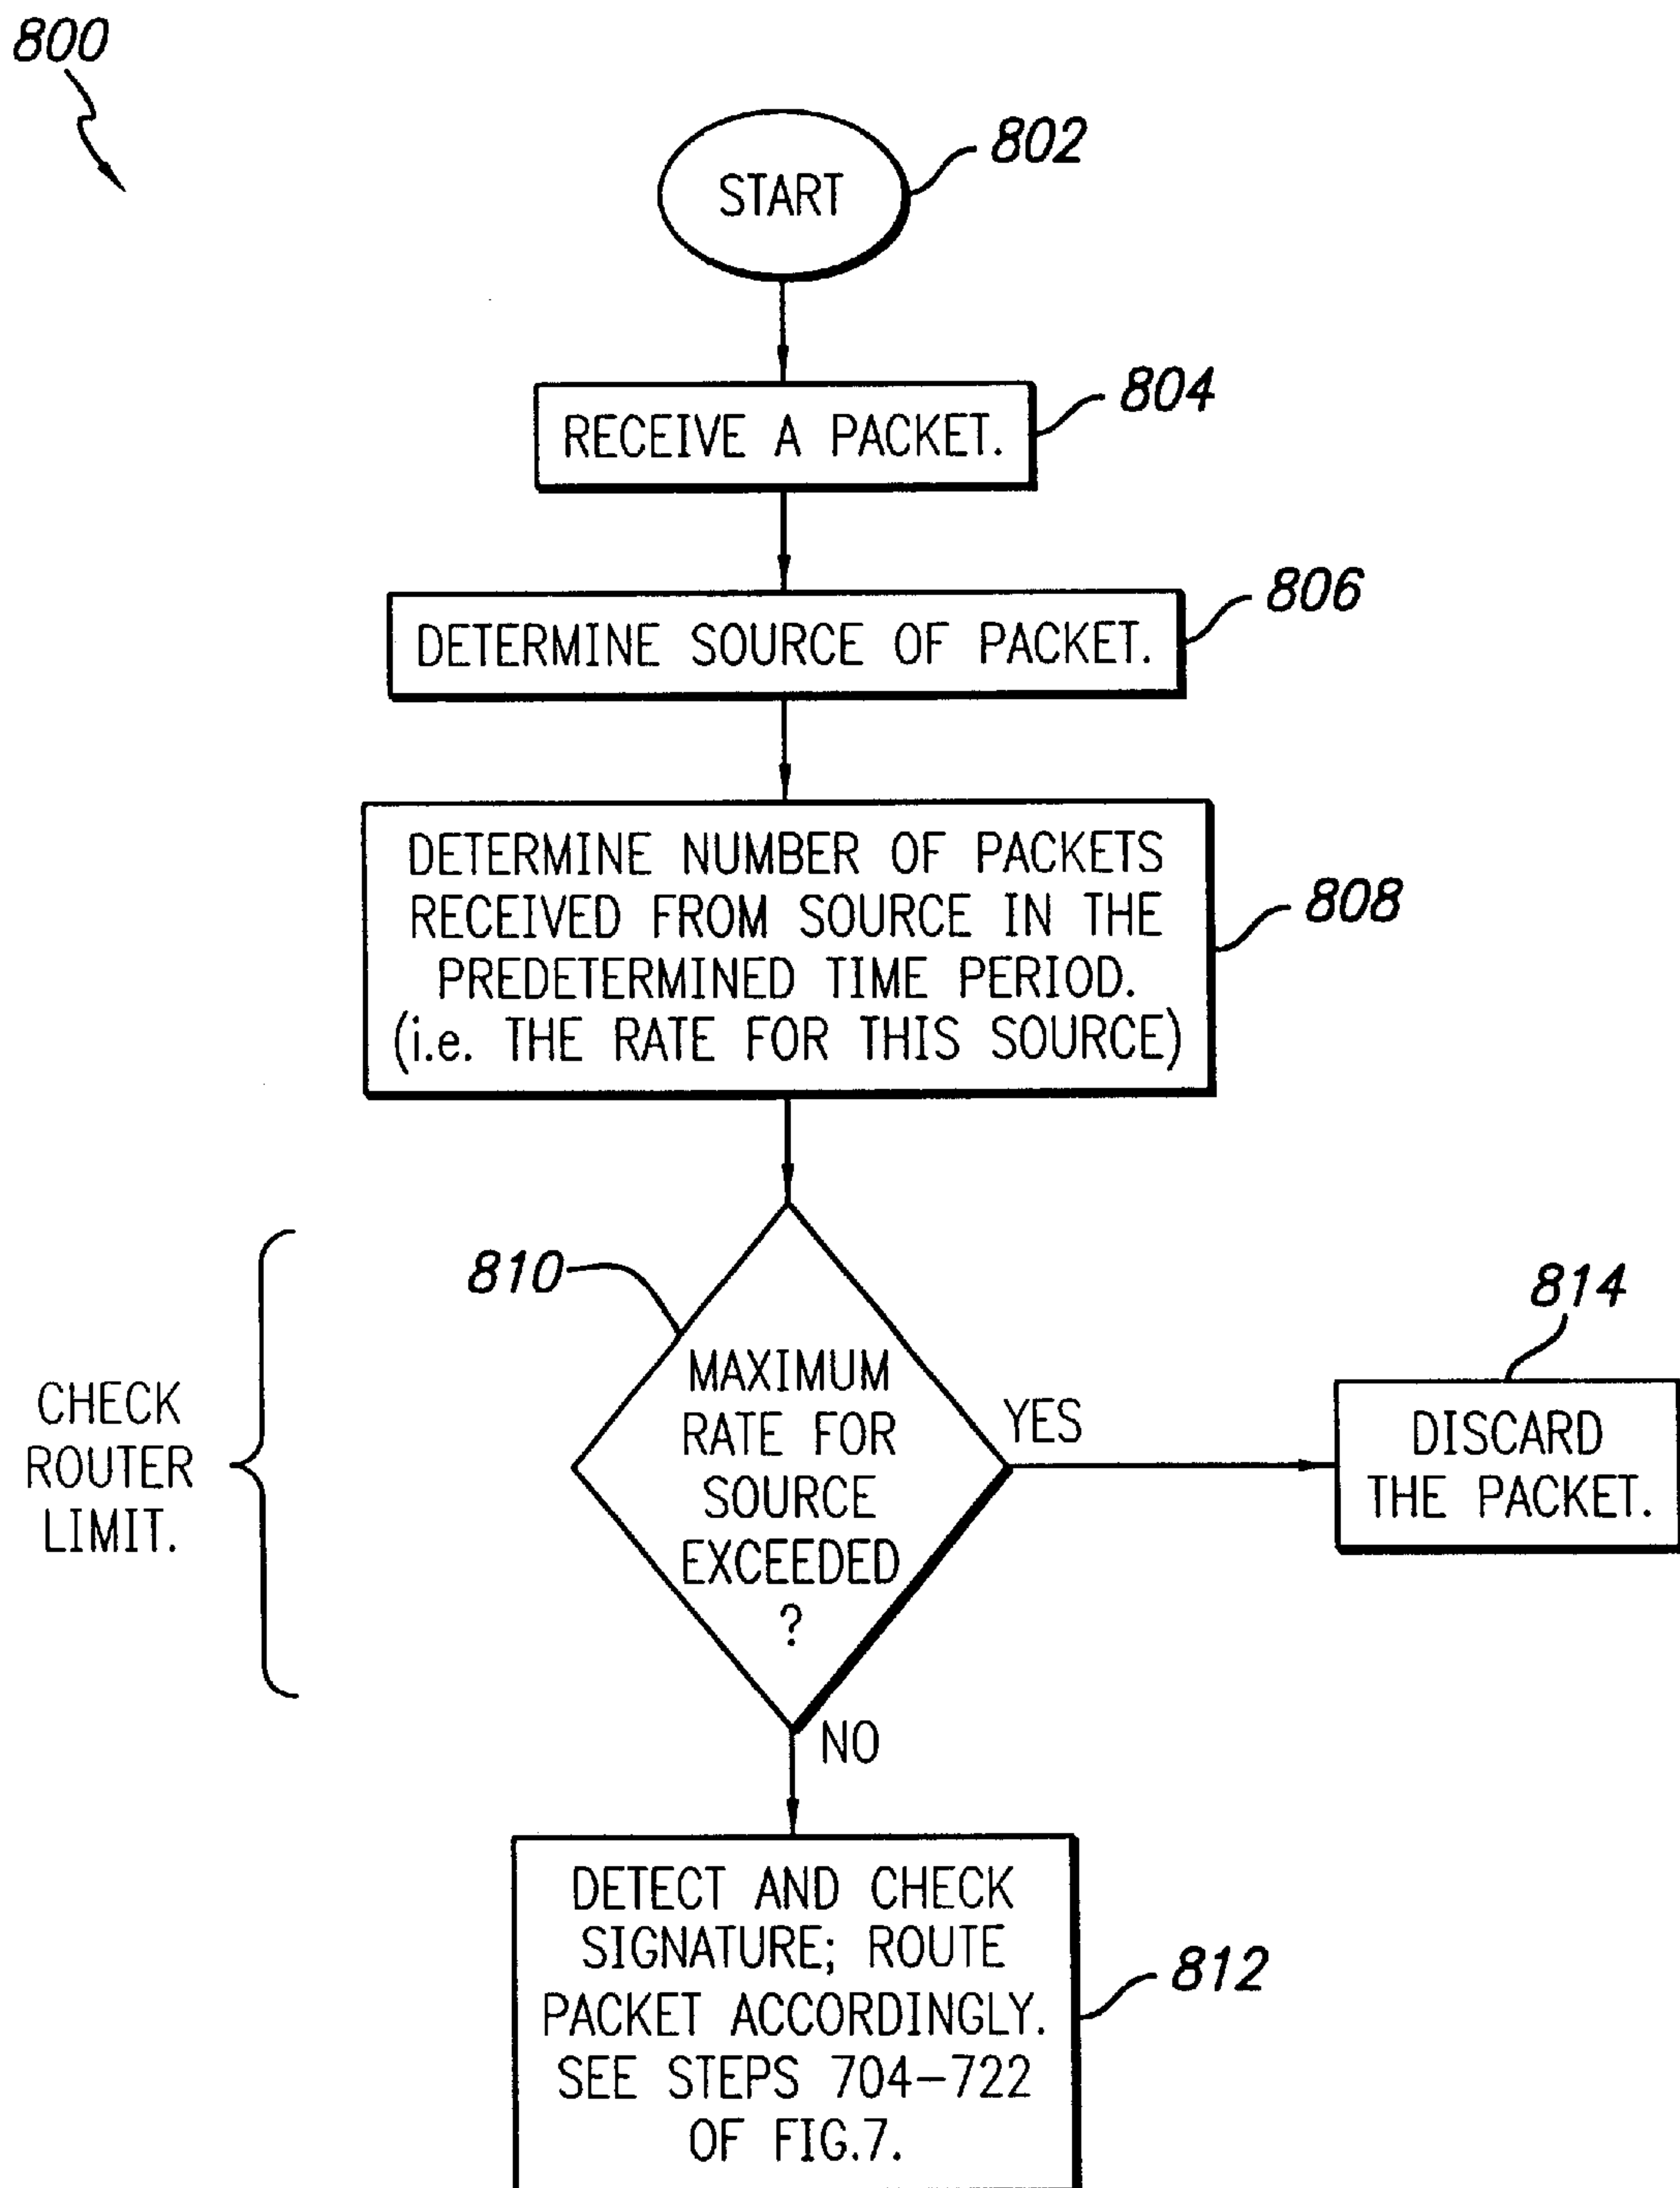 800
802
START
804
RECEIVE A PACKET.
806
DETERMINE SOURCE OF PACKET.
808
DETERMINE NUMBER OF PACKETS
RECEIVED FROM SOURCE IN THE
PREDETERMINED TIME PERIOD.
(i.e. THE RATE FOR THIS SOURCE)
810
MAXIMUM
RATE FOR
SOURCE
EXCEEDED
?
CHECK
ROUTER
LIMIT.
YES
814
DISCARD
THE PACKET.
NO
812
DETECT AND CHECK
SIGNATURE; ROUTE
PACKET ACCORDINGLY.
SEE STEPS 704–722
OF FIG.7.